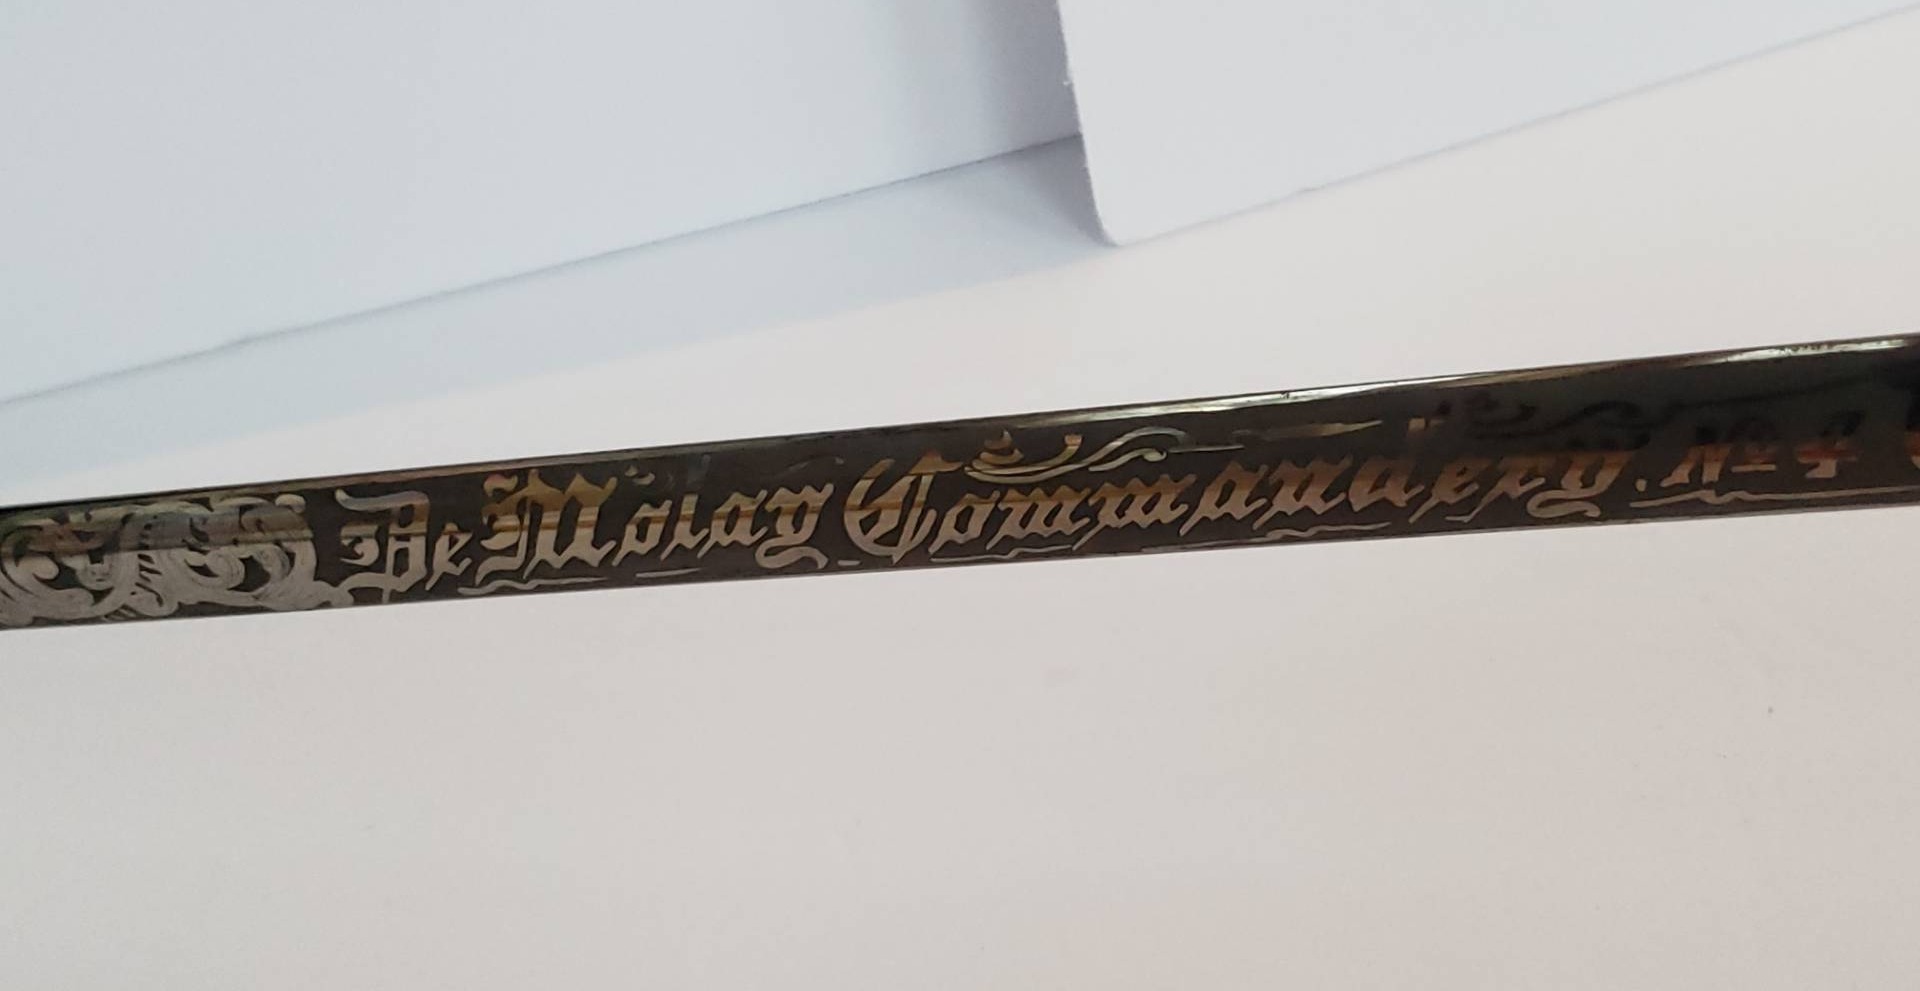 De Molay Commandery. No 4